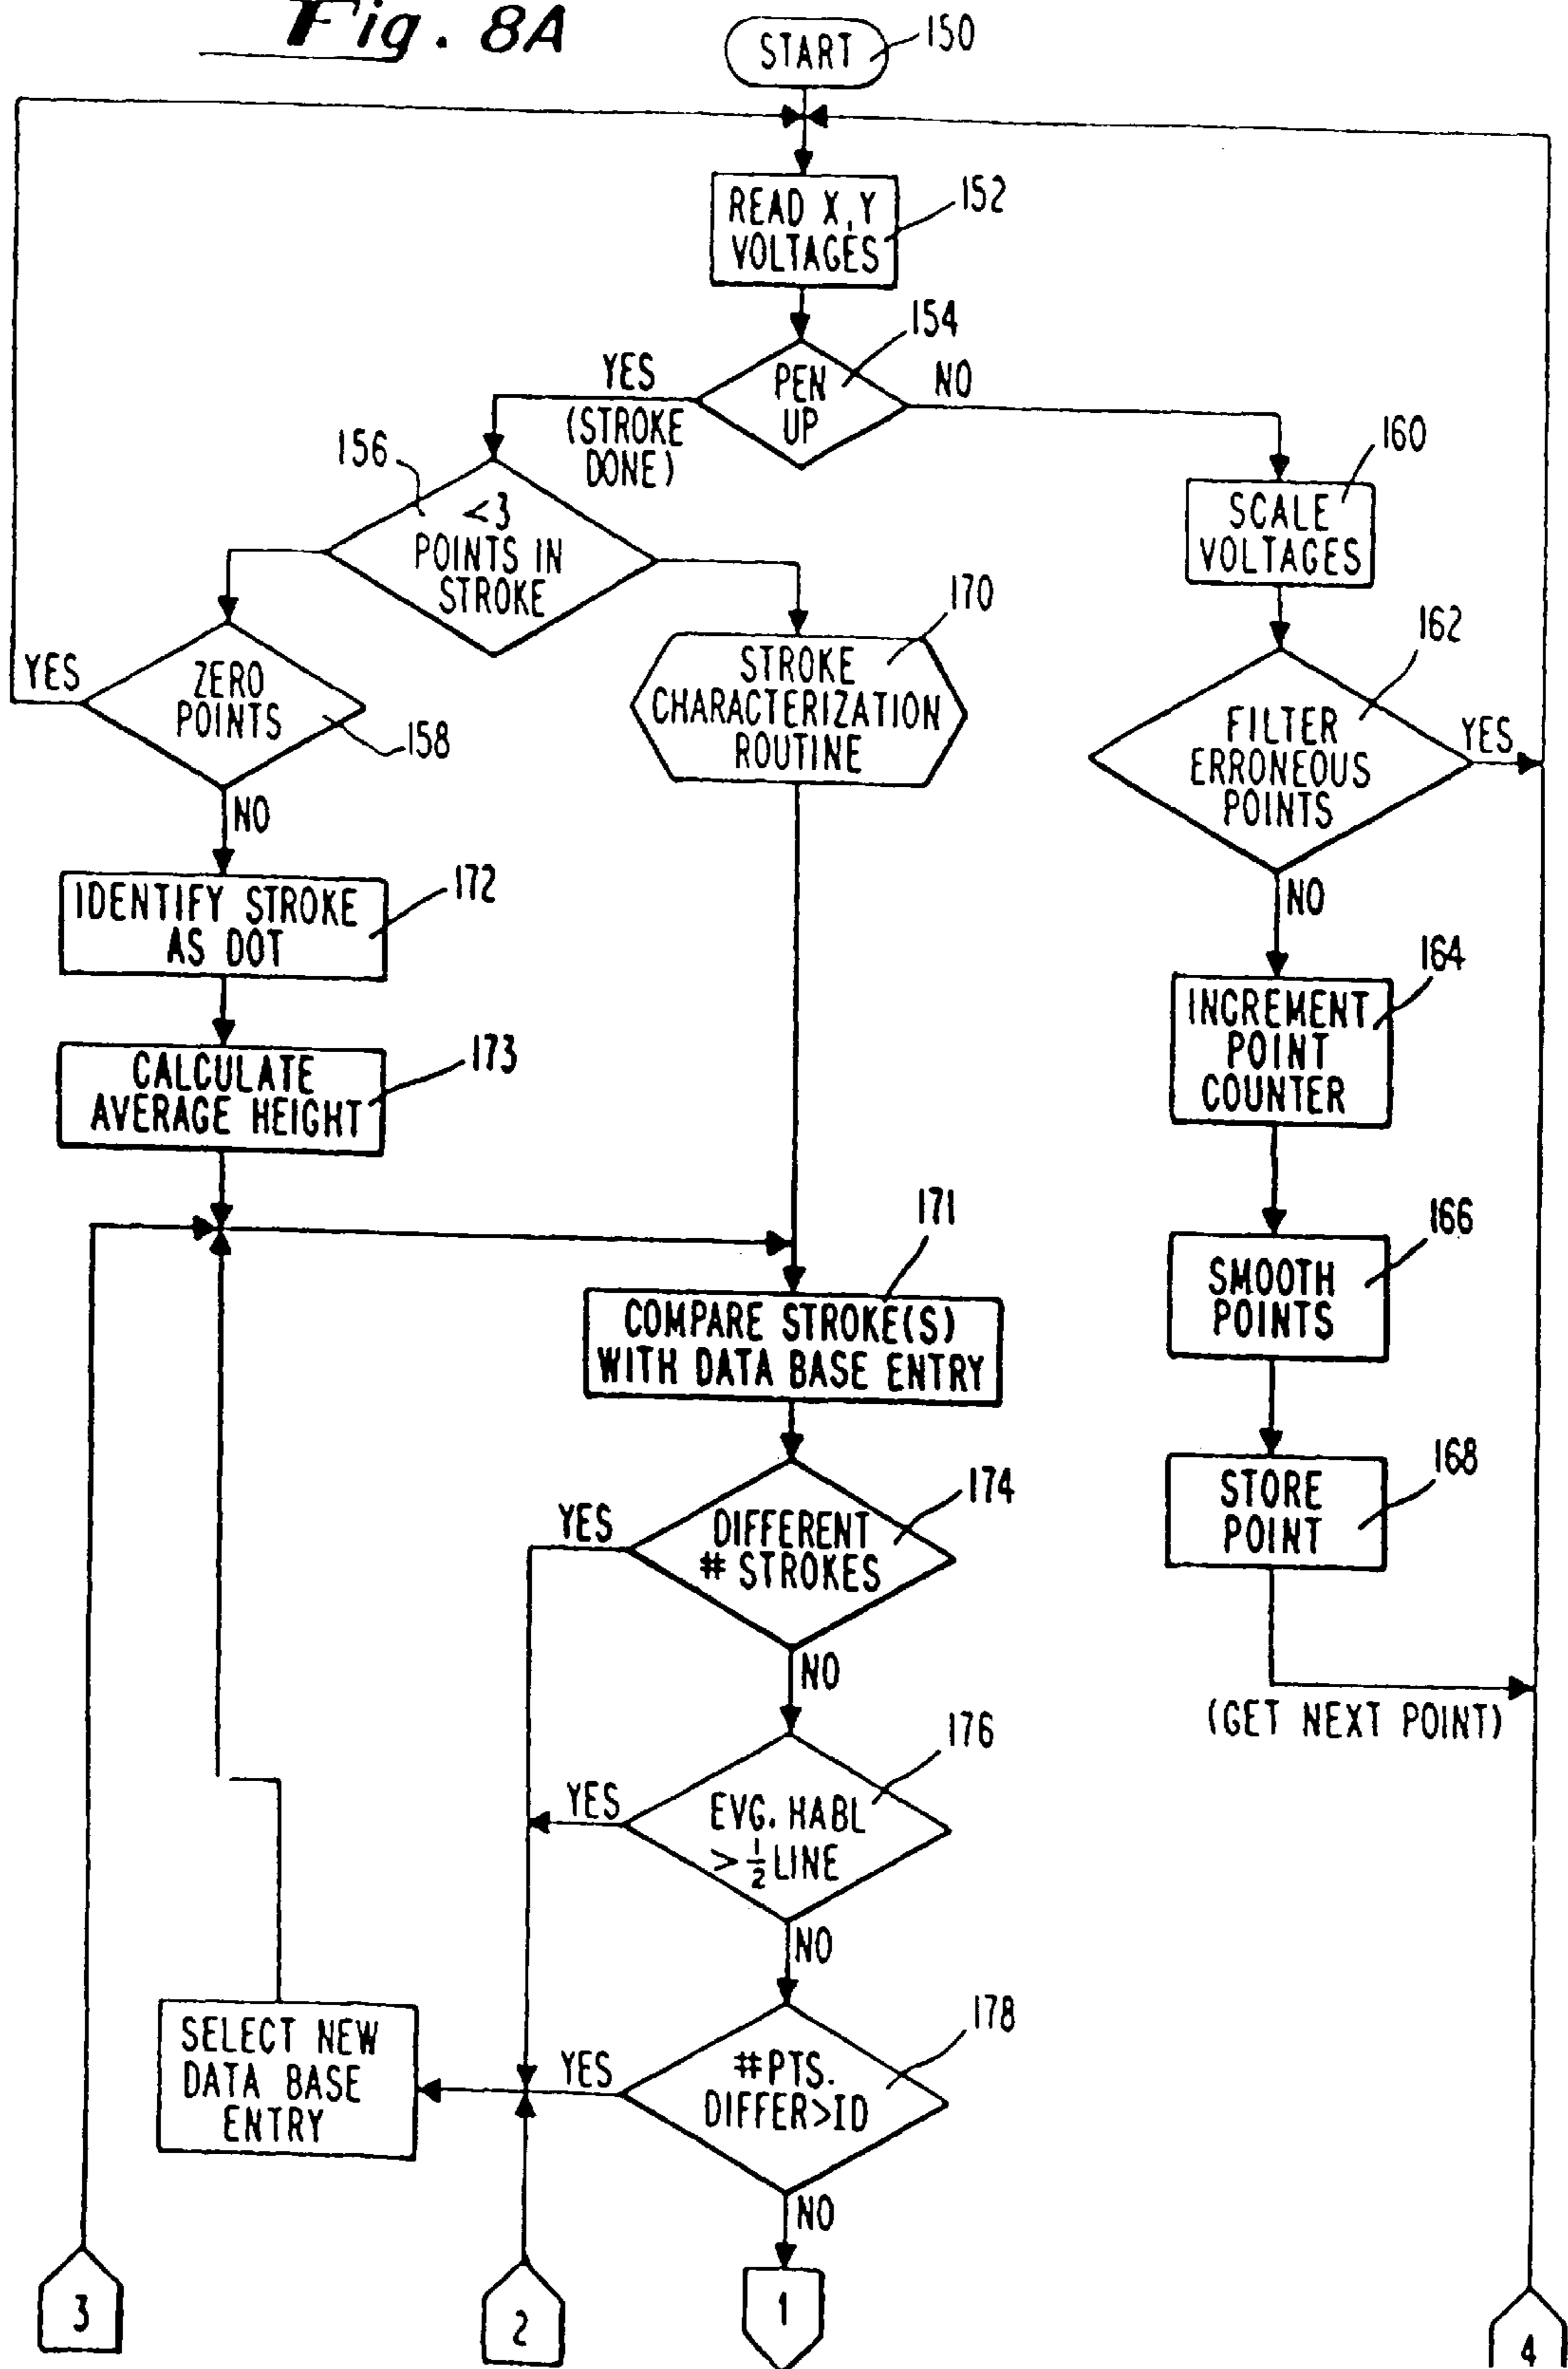 Fig. 8A
START
150
READ X,Y
VOLTAGES
152
PEN
UP
154
YES
(STROKE
DONE)
NO
156
<3
POINTS IN
STROKE
160
SCALE
VOLTAGES
YES
ZERO
POINTS
158
NO
170
STROKE
CHARACTERIZATION
ROUTINE
162
FILTER
ERRONEOUS
POINTS
YES
NO
IDENTIFY STROKE
AS DOT
172
CALCULATE
AVERAGE HEIGHT
173
164
INCREMENT
POINT
COUNTER
166
SMOOTH
POINTS
171
COMPARE STROKE(S)
WITH DATA BASE ENTRY
168
STORE
POINT
(GET NEXT POINT)
174
YES
DIFFERENT
# STROKES
NO
176
YES
EVG. HABL
> 1/2 LINE
NO
178
YES
#PTS.
DIFFER>ID
NO
SELECT NEW
DATA BASE
ENTRY
3
2
1
4